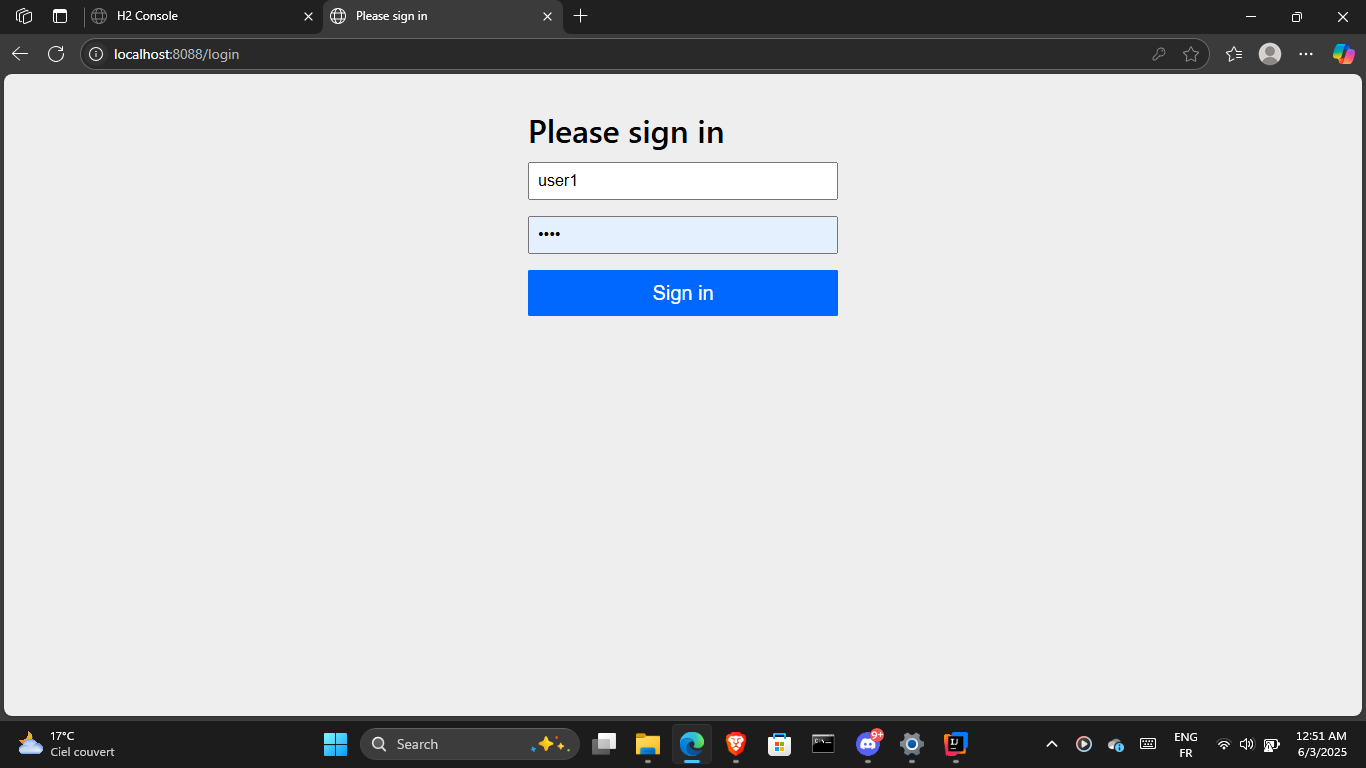 H2 Console
Please sign in
localhost:8088/login
Please sign in
user1
••••
Sign in
17°C
Ciel couvert
Search
9+
IJ
ENG
FR
12:51 AM
6/3/2025